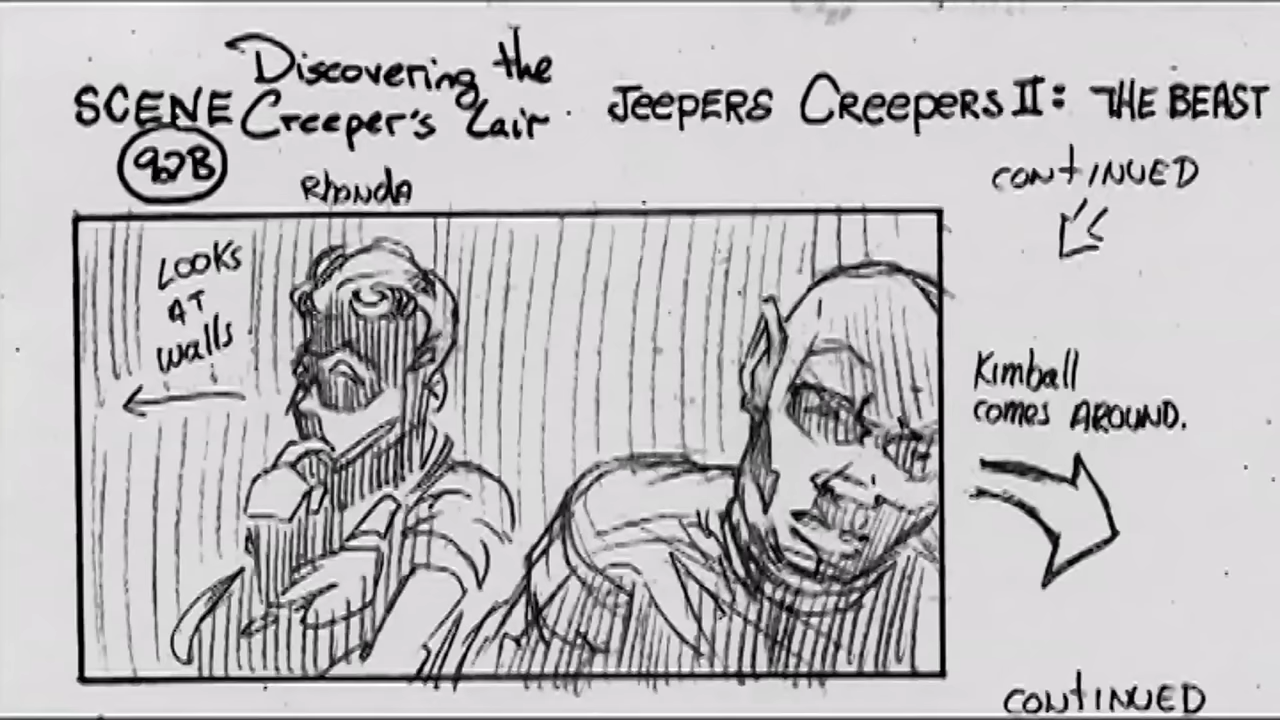 Discovering the
SCENE Creeper's Lair
JEEPERS CREEPERS II: THE BEAST
92B
CONTINUED
RhondA
LOOKS
AT
walls
Kimball
comes AROUND.
CONTINUED